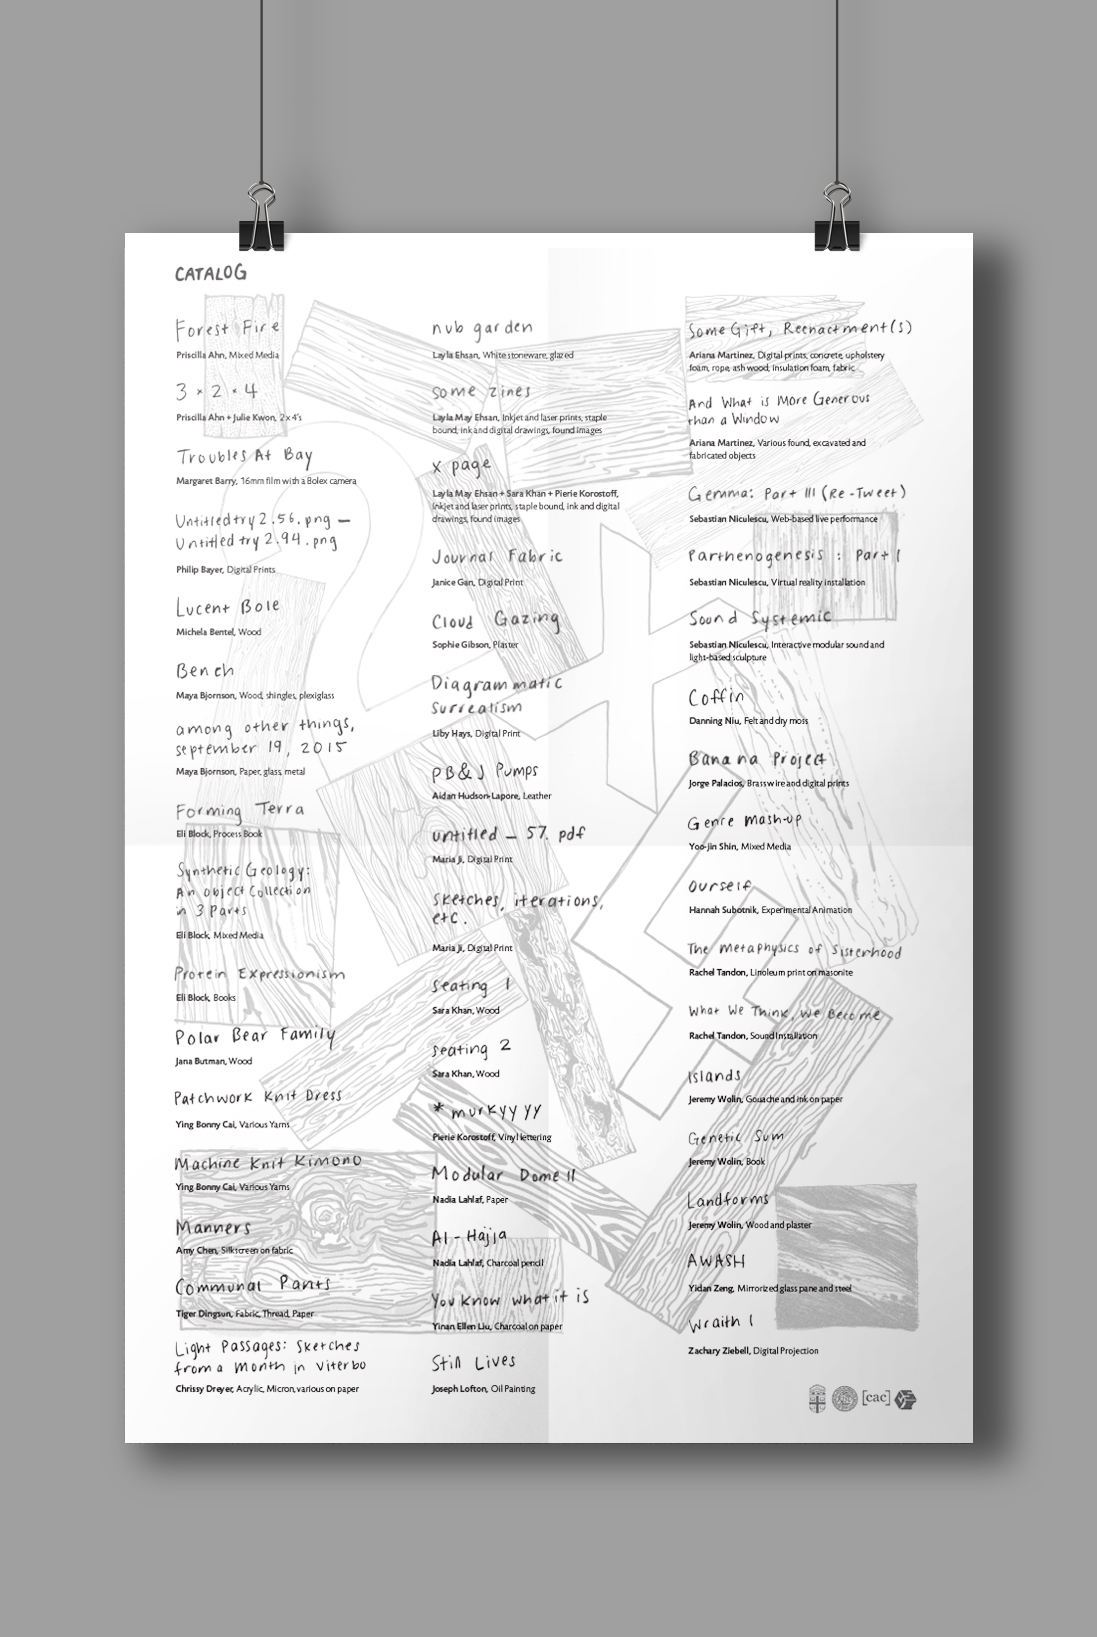 CATALOG
Forest Fire
Priscilla Ahn, Mixed Media
3 × 2 × 4
Priscilla Ahn + Julie Kwon, 2x4's
Troubles At Bay
Margaret Barry, 16mm film with a Bolex camera
Untitled try 2.56.png –
Untitled try 2.94.png
Philip Bayer, Digital Prints
Lucent Bole
Michela Bentel, Wood
Bench
Maya Bjornson, Wood, shingles, plexiglass
among other things,
september 19, 2015
Maya Bjornson, Paper, glass, metal
Forming Terra
Eli Block, Process Book
Synthetic Geology:
An object Collection
in 3 Parts
Eli Block, Mixed Media
Protein Expressionism
Eli Block, Books
Polar Bear Family
Jana Butman, Wood
Patchwork Knit Dress
Ying Bonny Cai, Various Yarns
Machine Knit Kimono
Ying Bonny Cai, Various Yarns
Manners
Amy Chen, Silkscreen on fabric
Communal Pants
Tiger Dingsun, Fabric, Thread, Paper
Light Passages: Sketches
from a Month in Viterbo
Chrissy Dreyer, Acrylic, Micron, various on paper
nub garden
Layla Ehsan, White stoneware, glazed
some zines
Layla May Ehsan, Inkjet and laser prints, staple
bound, ink and digital drawings, found images
x page
Layla May Ehsan + Sara Khan + Pierie Korostoff,
Inkjet and laser prints, staple bound, ink and digital
drawings, found images
Journal Fabric
Janice Gan, Digital Print
Cloud Gazing
Sophie Gibson, Plaster
Diagrammatic
Surrealism
Liby Hays, Digital Print
PB&J Pumps
Aidan Hudson-Lapore, Leather
untitled _ 57. pdf
Maria Ji, Digital Print
Sketches, iterations,
etc.
Maria Ji, Digital Print
Seating 1
Sara Khan, Wood
seating 2
Sara Khan, Wood
* murkyy yy
Pierie Korostoff, Vinyl lettering
Modular Dome II
Nadia Lahlaf, Paper
Al-Hajja
Nadia Lahlaf, Charcoal pencil
You Know what it is
Yinan Ellen Liu, Charcoal on paper
Still Lives
Joseph Lofton, Oil Painting
Some Gift, Reenactment(s)
Ariana Martinez, Digital prints, concrete, upholstery
foam, rope, ash wood, insulation foam, fabric
And What is More Generous
than a Window
Ariana Martinez, Various found, excavated and
fabricated objects
Gemma: Part III (Re-Tweet)
Sebastian Niculescu, Web-based live performance
Parthenogenesis : Part 1
Sebastian Niculescu, Virtual reality installation
Sound Systemic
Sebastian Niculescu, Interactive modular sound and
light-based sculpture
Coffin
Danning Niu, Felt and dry moss
Banana Project
Jorge Palacios, Brass wire and digital prints
Genre mash-up
Yoo-Jin Shin, Mixed Media
Ourself
Hannah Subotnik, Experimental Animation
The Metaphysics of Sisterhood
Rachel Tandon, Linoleum print on masonite
What We Think, We Become
Rachel Tandon, Sound Installation
Islands
Jeremy Wolin, Gouache and ink on paper
Genetic Sum
Jeremy Wolin, Book
Landforms
Jeremy Wolin, Wood and plaster
AWASH
Yidan Zeng, Mirrorized glass pane and steel
Wraith 1
Zachary Ziebell, Digital Projection
[cac]